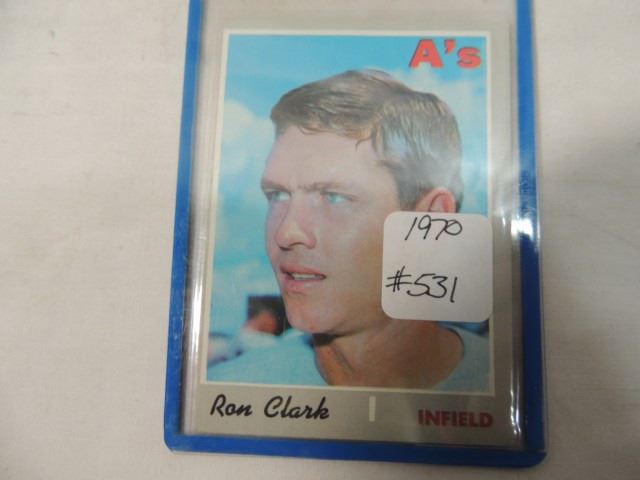 A's
1970
#531
Ron Clark
INFIELD